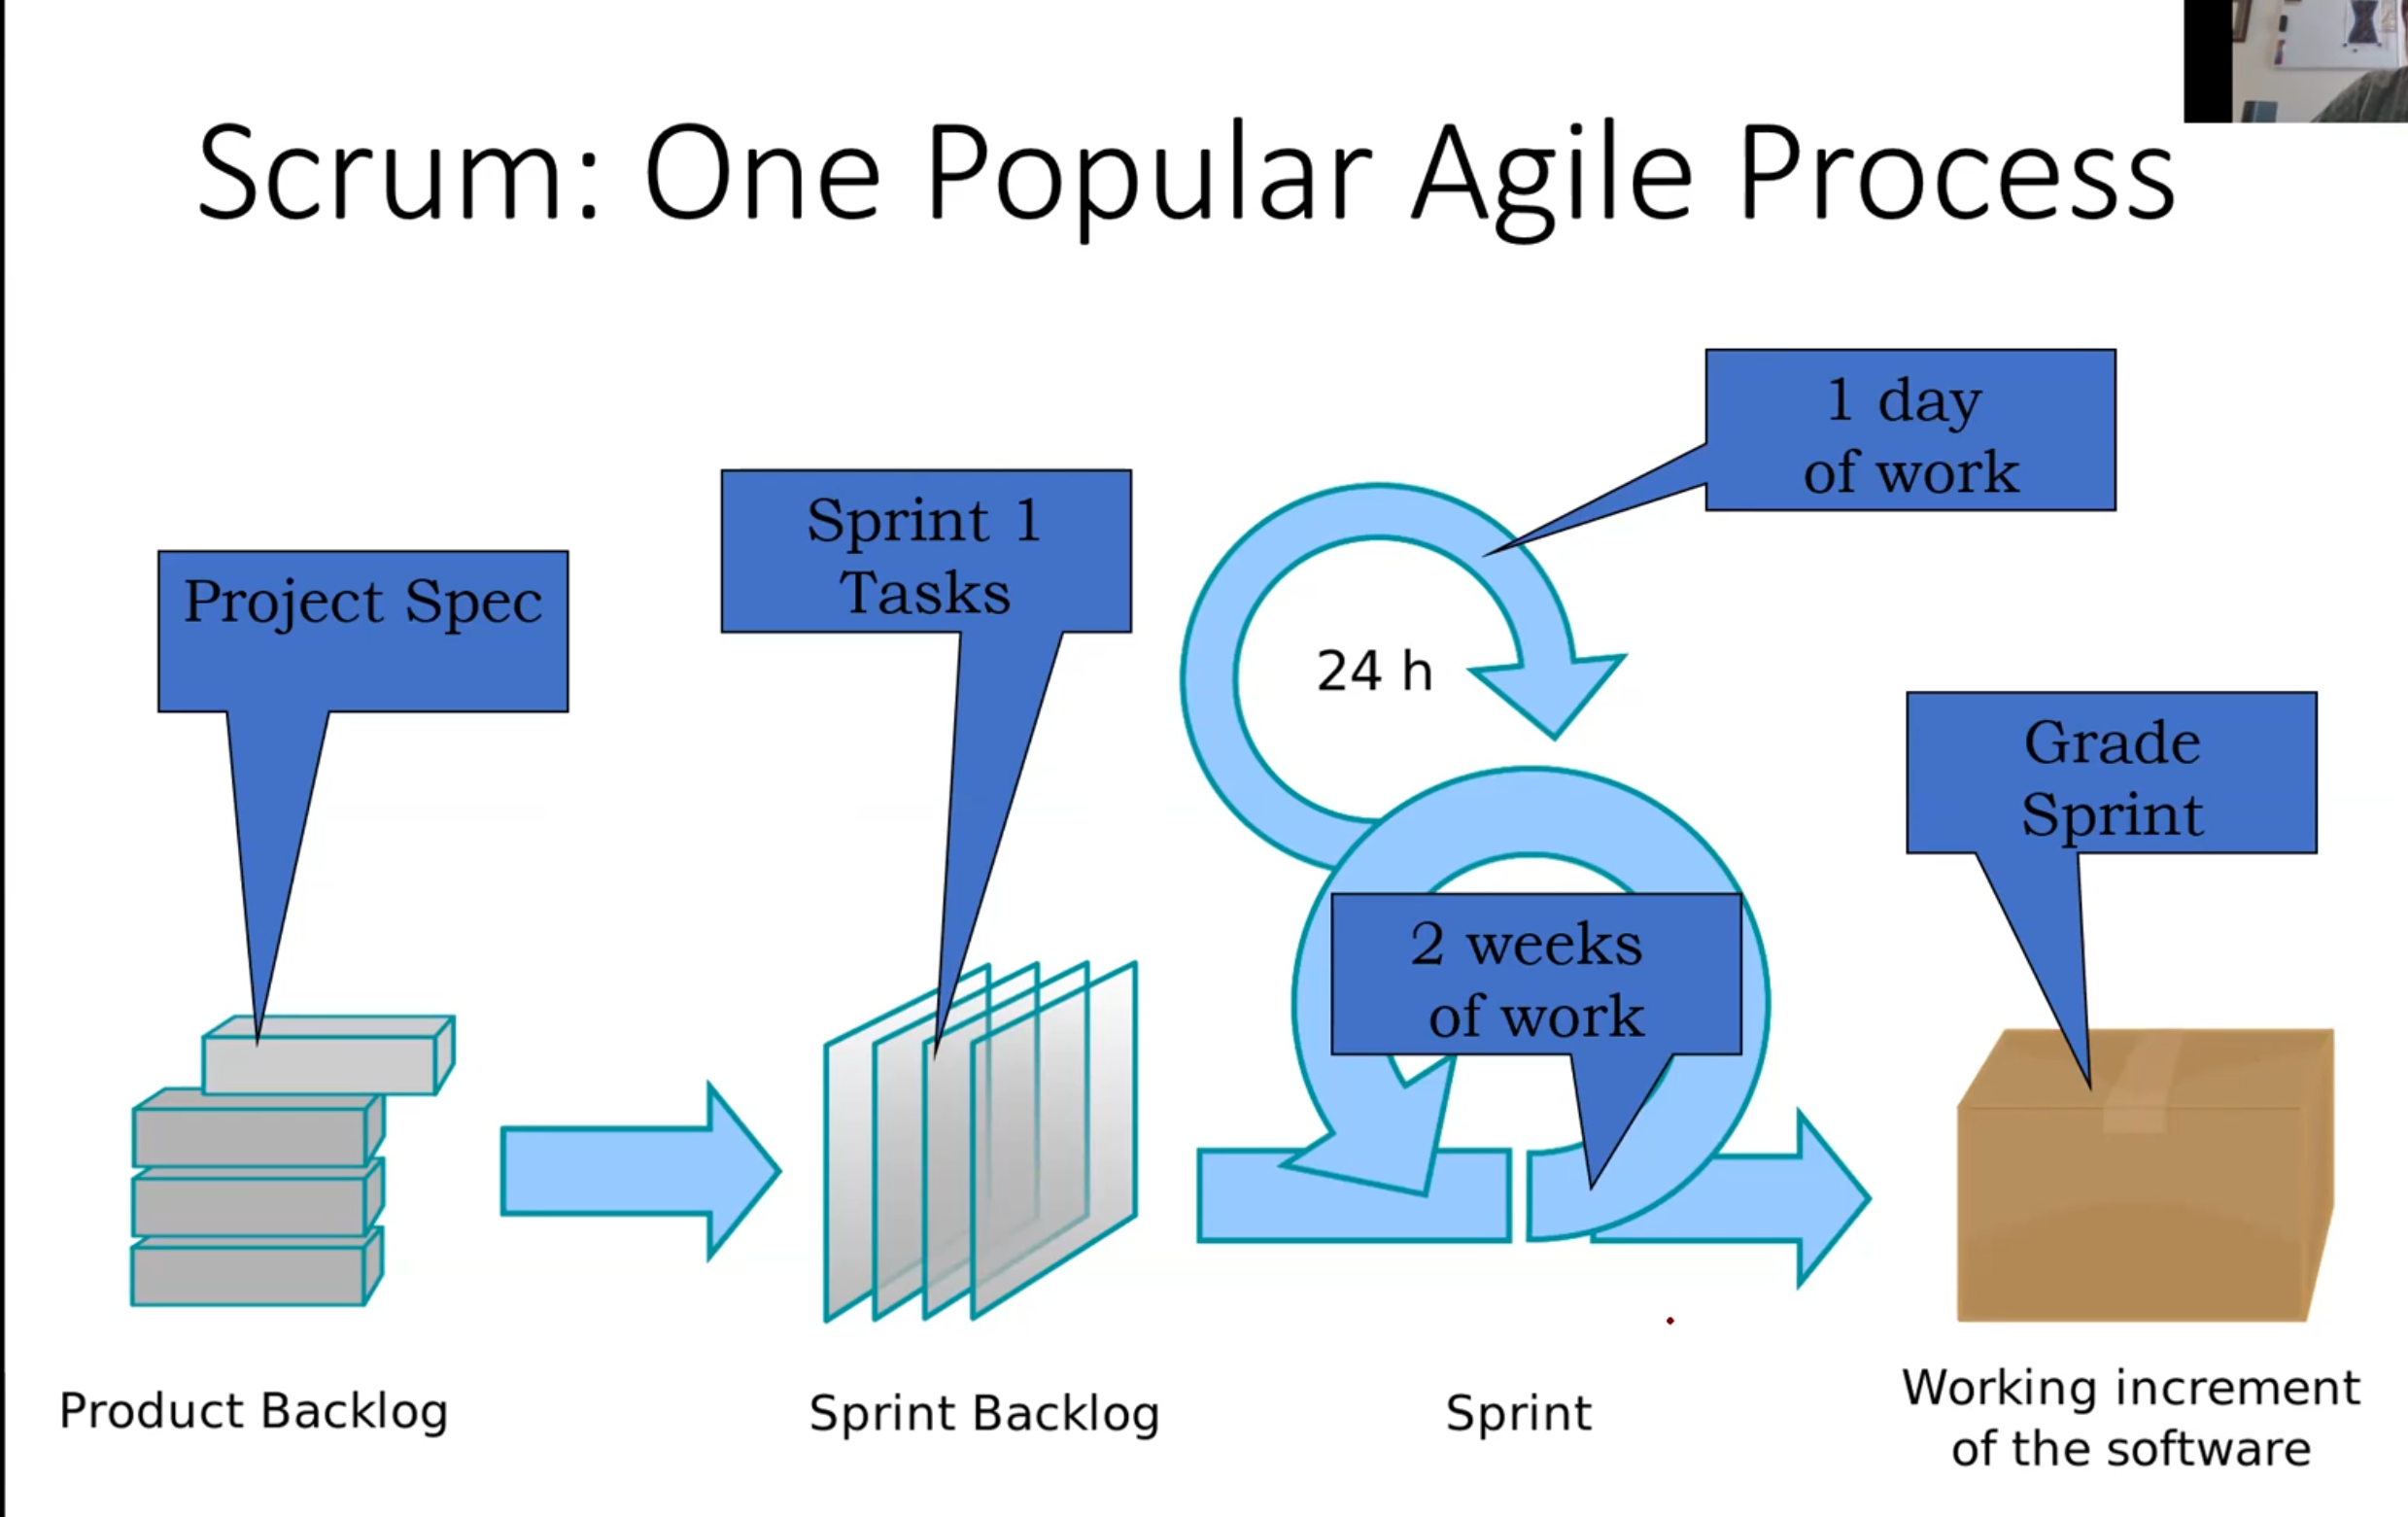 Scrum: One Popular Agile Process
1 day
of work
Sprint 1
Tasks
Project Spec
24 h
Grade
Sprint
2 weeks
of work
Product Backlog
Sprint Backlog
Sprint
Working increment
of the software